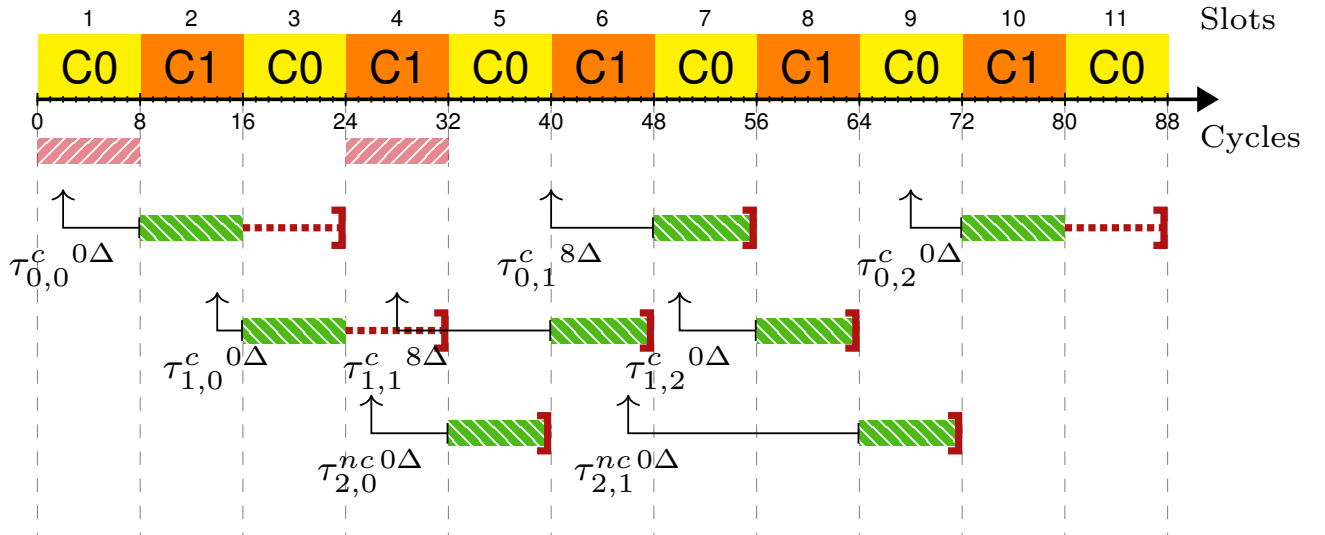 1 2 3 4 5 6 7 8 9 10 11 Slots
C0 C1 C0 C1 C0 C1 C0 C1 C0 C1 C0
0 8 16 24 32 40 48 56 64 72 80 88
Cycles
τ^c_{0,0} 0Δ τ^c_{0,1} 8Δ τ^c_{0,2} 0Δ
τ^c_{1,0} 0Δ τ^c_{1,1} 8Δ τ^c_{1,2} 0Δ
τ^{nc}_{2,0} 0Δ τ^{nc}_{2,1} 0Δ